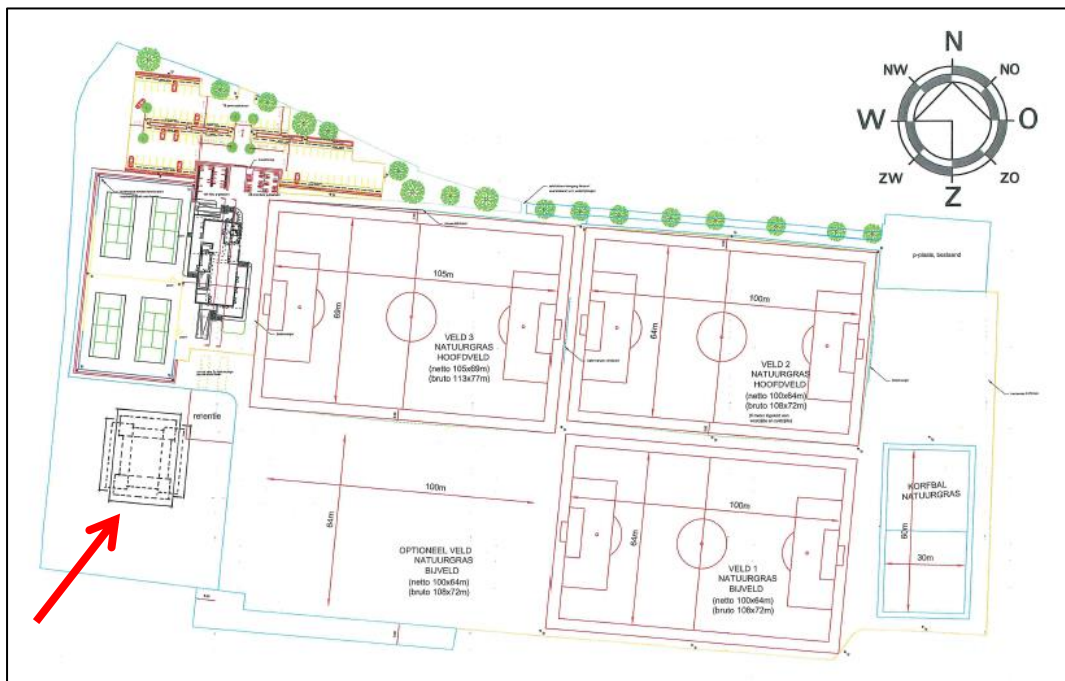 N
NW
NO
W
O
ZW
ZO
Z
p-plaats, bestaand
105m
69m
VELD 3
NATUURGRAS
HOOFDVELD
(netto 105x69m)
(bruto 113x77m)
100m
64m
VELD 2
NATUURGRAS
HOOFDVELD
(netto 100x64m)
(bruto 108x72m)
retentie
100m
64m
OPTIONEEL VELD
NATUURGRAS
BIJVELD
(netto 100x64m)
(bruto 108x72m)
100m
64m
VELD 1
NATUURGRAS
BIJVELD
(netto 100x64m)
(bruto 108x72m)
KORFBAL
NATUURGRAS
60m
30m